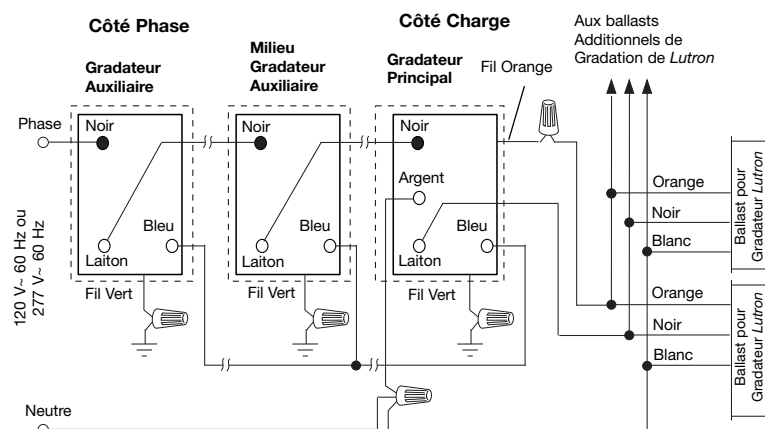 Côté Phase
Côté Charge
Aux ballasts
Additionnels de
Gradation de Lutron
Gradateur
Auxiliaire
Milieu
Gradateur
Auxiliaire
Gradateur
Principal
Fil Orange
Phase
Noir
Noir
Noir
Argent
Bleu
Bleu
Bleu
Laiton
Laiton
Laiton
Fil Vert
Fil Vert
Fil Vert
120 V~ 60 Hz ou
277 V~ 60 Hz
Orange
Noir
Blanc
Ballast pour
Gradateur Lutron
Orange
Noir
Blanc
Ballast pour
Gradateur Lutron
Neutre